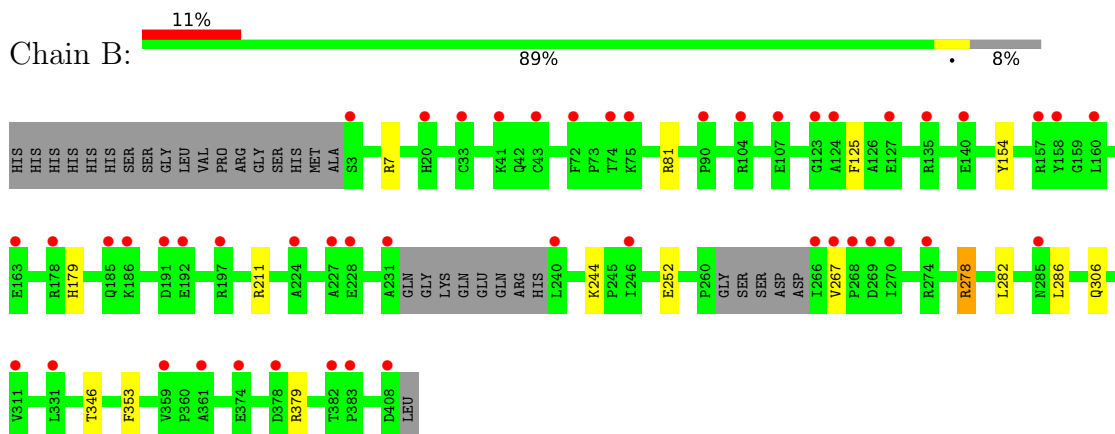 11%
Chain B:
89%
•
8%
HIS HIS HIS HIS HIS HIS SER SER GLY LEU VAL PRO ARG GLY SER HIS MET ALA S3 R7 H20 C33 K41 Q42 C43 F72 P73 T74 K75 R81 P90 R104 E107 G123 A124 F125 A126 E127 R135 E140 Y154 R157 Y158 G159 L160
E163 R178 H179 Q185 K186 D191 E192 R197 R211 A224 A227 E228 A231 GLN GLY LYS GLN GLU GLN ARG HIS L240 K244 P245 I246 E252 P260 GLY SER SER ASP ASP I266 V267 P268 D269 I270 R274 R278 L282 N285 L286 Q306
V311 L331 T346 F353 V359 P360 A361 E374 D378 R379 T382 P383 D408 LEU